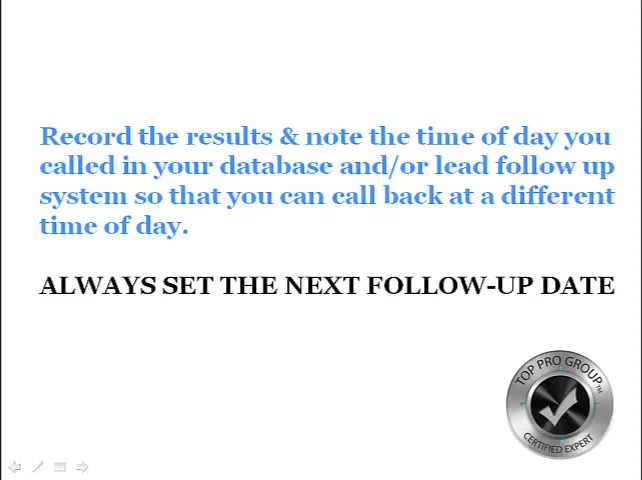 Record the results & note the time of day you
called in your database and/or lead follow up
system so that you can call back at a different
time of day.
ALWAYS SET THE NEXT FOLLOW-UP DATE
TOP PRO GROUP™
CERTIFIED EXPERT